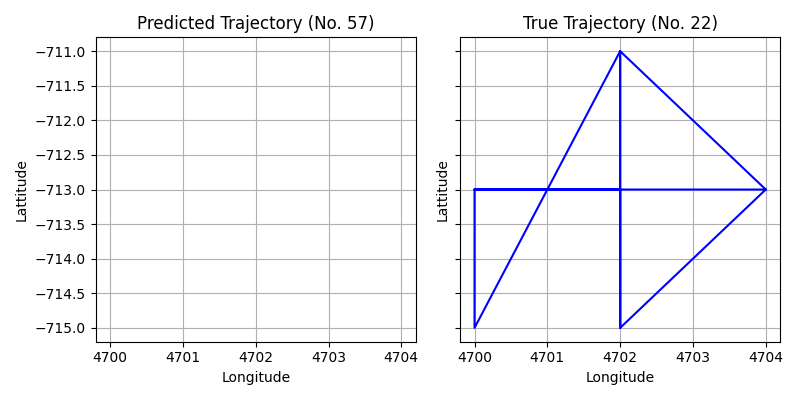 Predicted Trajectory (No. 57)
Lattitude
−711.0
−711.5
−712.0
−712.5
−713.0
−713.5
−714.0
−714.5
−715.0
4700 4701 4702 4703 4704
Longitude
True Trajectory (No. 22)
Lattitude
4700 4701 4702 4703 4704
Longitude